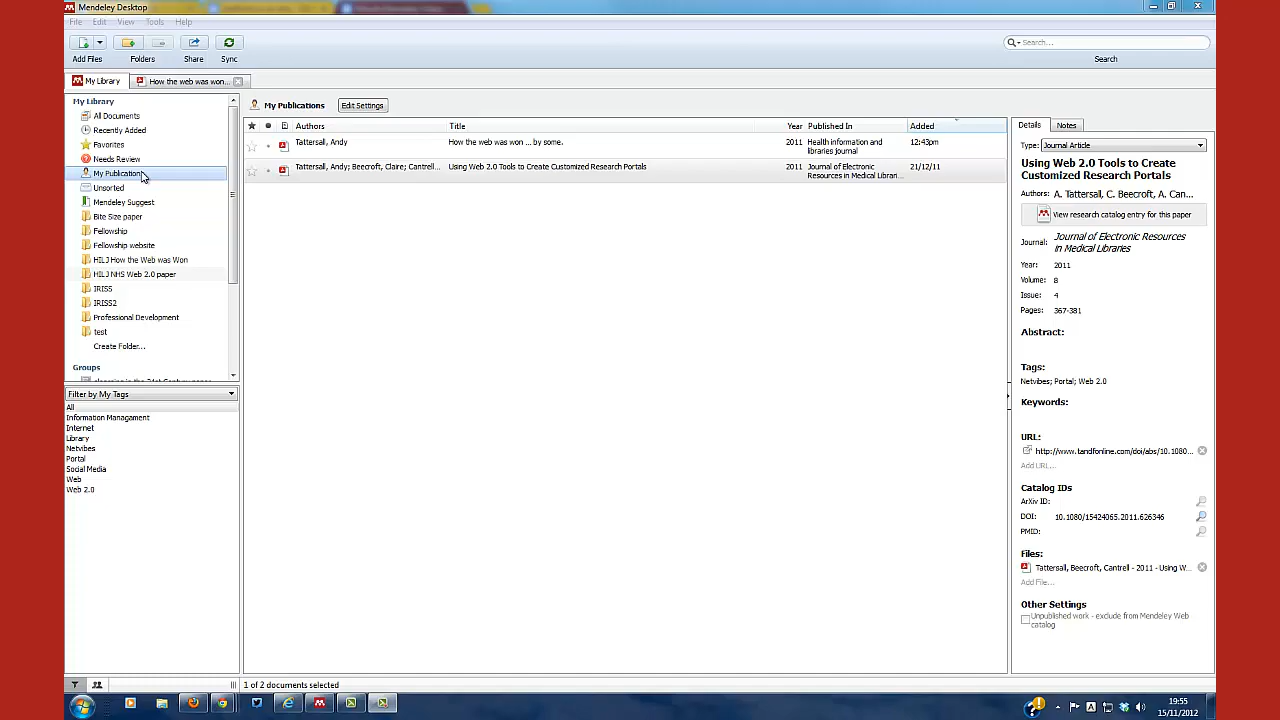 Mendeley Desktop
File Edit View Tools Help
Add Files Folders Share Sync
Search...
Search
My Library How the web was won...
My Library
All Documents
Recently Added
Favorites
Needs Review
My Publications
Unsorted
Mendeley Suggest
Bite Size paper
Fellowship
Fellowship website
HILJ How the Web was Won
HILJ NHS Web 2.0 paper
IRISS
IRISS2
Professional Development
test
Create Folder...
Groups
Filter by My Tags
All
Information Managament
Internet
Library
Netvibes
Portal
Social Media
Web
Web 2.0
My Publications Edit Settings
Authors Title Year Published In Added
Tattersall, Andy How the web was won ... by some. 2011 Health information and libraries journal 12:43pm
Tattersall, Andy; Beecroft, Claire; Cantrell... Using Web 2.0 Tools to Create Customized Research Portals 2011 Journal of Electronic Resources in Medical Librari... 21/12/11
1 of 2 documents selected
Details Notes
Type: Journal Article
Using Web 2.0 Tools to Create
Customized Research Portals
Authors: A. Tattersall, C. Beecroft, A. Can...
View research catalog entry for this paper
Journal: Journal of Electronic Resources
in Medical Libraries
Year: 2011
Volume: 8
Issue: 4
Pages: 367-381
Abstract:
Tags:
Netvibes; Portal; Web 2.0
Keywords:
URL:
http://www.tandfonline.com/doi/abs/10.1080...
Add URL...
Catalog IDs
ArXiv ID:
DOI: 10.1080/15424065.2011.626346
PMID:
Files:
Tattersall, Beecroft, Cantrell - 2011 - Using W...
Add File...
Other Settings
Unpublished work - exclude from Mendeley Web
catalog
19:55
15/11/2012